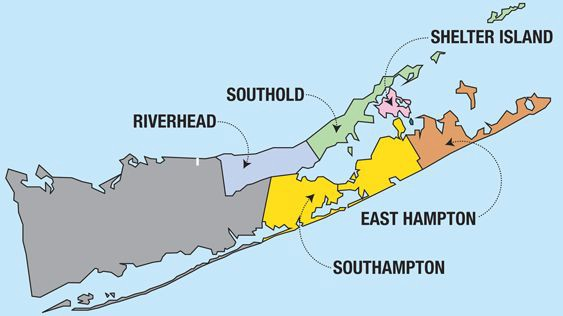 SHELTER ISLAND
SOUTHOLD
RIVERHEAD
EAST HAMPTON
SOUTHAMPTON